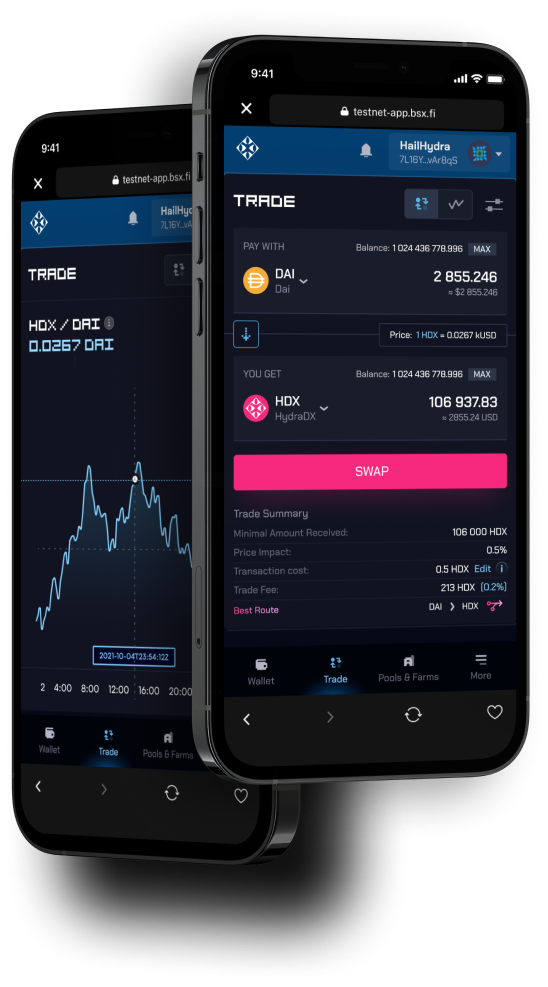 9:41
testnet-app.bsx.fi
HailHydra
7L16Y...vAr8qS
TRADE
PAY WITH
Balance: 1 024 436 778.996 MAX
DAI
Dai
2 855.246
≈ $2 855.246
Price: 1 HDX = 0.0267 kUSD
YOU GET
Balance: 1 024 436 778.996 MAX
HDX
HydraDX
106 937.83
≈ 2855.24 USD
SWAP
Trade Summary
Minimal Amount Received: 106 000 HDX
Price Impact: 0.5%
Transaction cost: 0.5 HDX Edit i
Trade Fee: 213 HDX (0.2%)
Best Route DAI HDX
Wallet Trade Pools & Farms More
9:41
testnet-app.bsx.fi
HailHydr
7L16Y...vA
TRADE
HDX / DAI i
0.0267 DAI
2021-10-04T23:54:12Z
2 4:00 8:00 12:00 16:00 20:00
Wallet Trade Pools & Farms